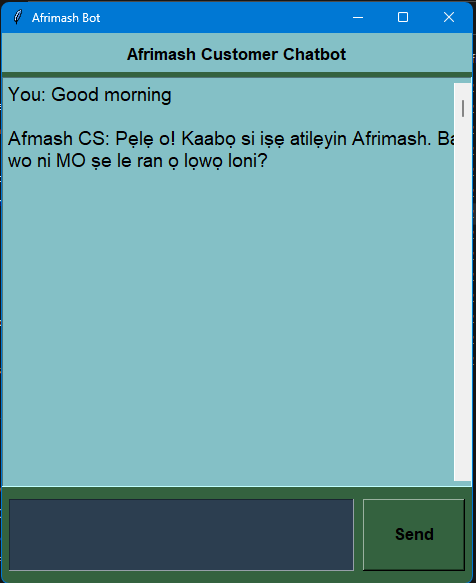 Afrimash Bot
Afrimash Customer Chatbot
You: Good morning
Afmash CS: Pẹlẹ o! Kaabọ si iṣẹ atilẹyin Afrimash. Ba
wo ni MO ṣe le ran ọ lọwọ loni?
Send